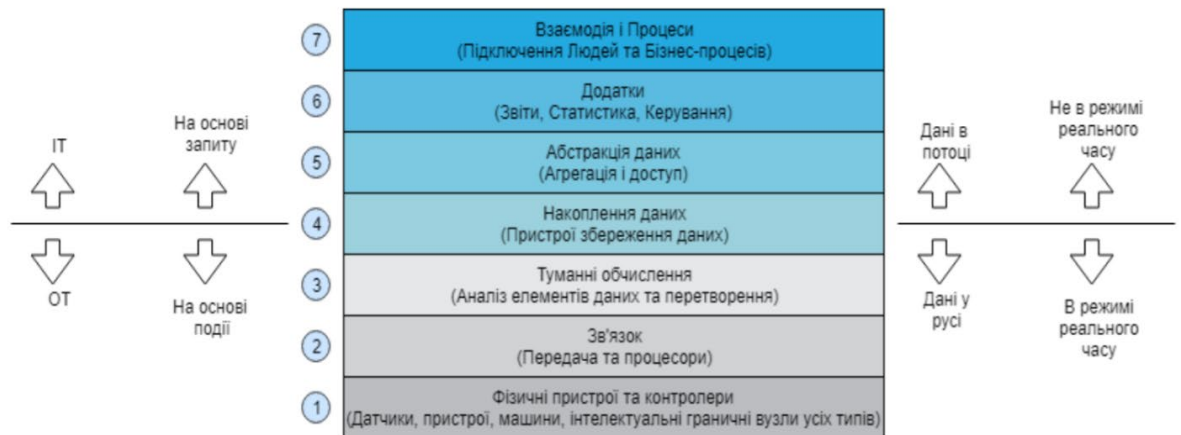 7
Взаємодія і Процеси
(Підключення Людей та Бізнес-процесів)
6
Додатки
(Звіти, Статистика, Керування)
5
Абстракція даних
(Агрегація і доступ)
4
Накоплення даних
(Пристрої збереження даних)
3
Туманні обчислення
(Аналіз елементів даних та перетворення)
2
Зв'язок
(Передача та процесори)
1
Фізичні пристрої та контролери
(Датчики, пристрої, машини, інтелектуальні граничні вузли усіх типів)
ІТ
На основі
запиту
ОТ
На основі
події
Дані в
потоці
Не в режимі
реального
часу
Дані у
русі
В режимі
реального
часу